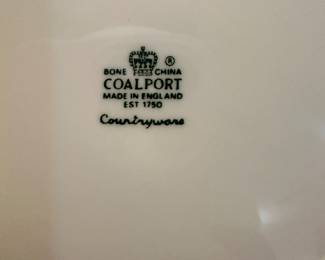 ®
BONE CHINA
COALPORT
MADE IN ENGLAND
EST 1750
Countryware